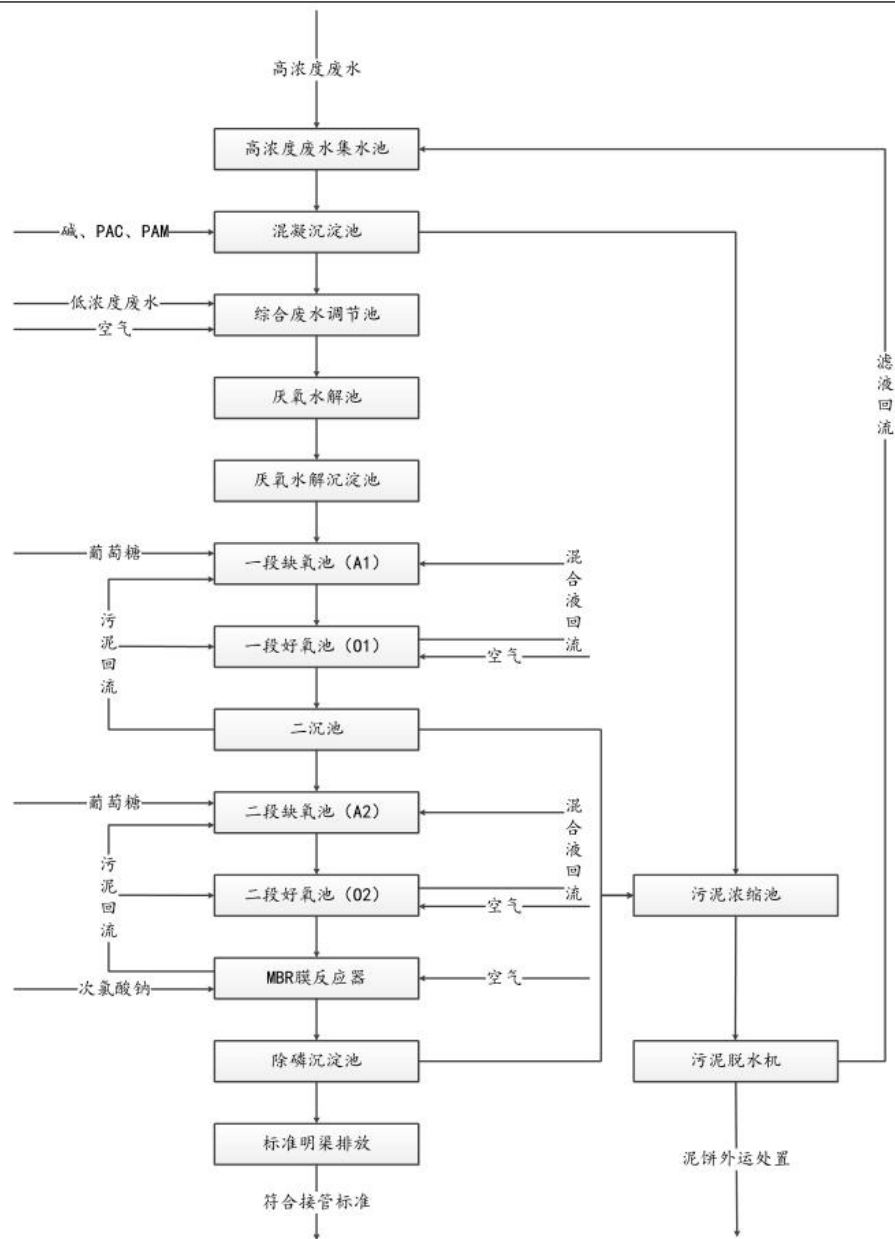 高浓度废水
高浓度废水集水池
碱、PAC、PAM
混凝沉淀池
低浓度废水
空气
综合废水调节池
滤液回流
厌氧水解池
厌氧水解沉淀池
葡萄糖
一段缺氧池（A1）
混合液回流
污泥回流
一段好氧池（O1）
空气
二沉池
葡萄糖
二段缺氧池（A2）
混合液回流
污泥回流
二段好氧池（O2）
空气
污泥浓缩池
MBR膜反应器
空气
次氯酸钠
除磷沉淀池
污泥脱水机
标准明渠排放
泥饼外运处置
符合接管标准